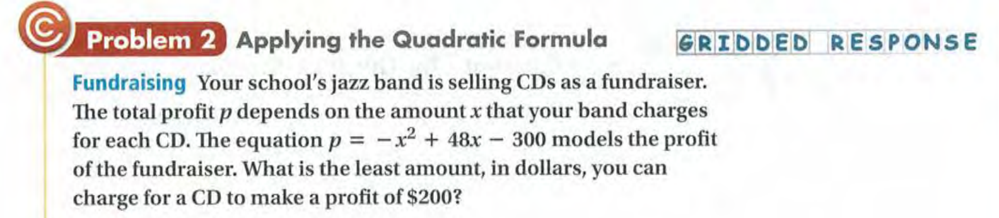 © Problem 2 Applying the Quadratic Formula GRIDDED RESPONSE
Fundraising Your school's jazz band is selling CDs as a fundraiser.
The total profit p depends on the amount x that your band charges
for each CD. The equation p = −x² + 48x − 300 models the profit
of the fundraiser. What is the least amount, in dollars, you can
charge for a CD to make a profit of $200?